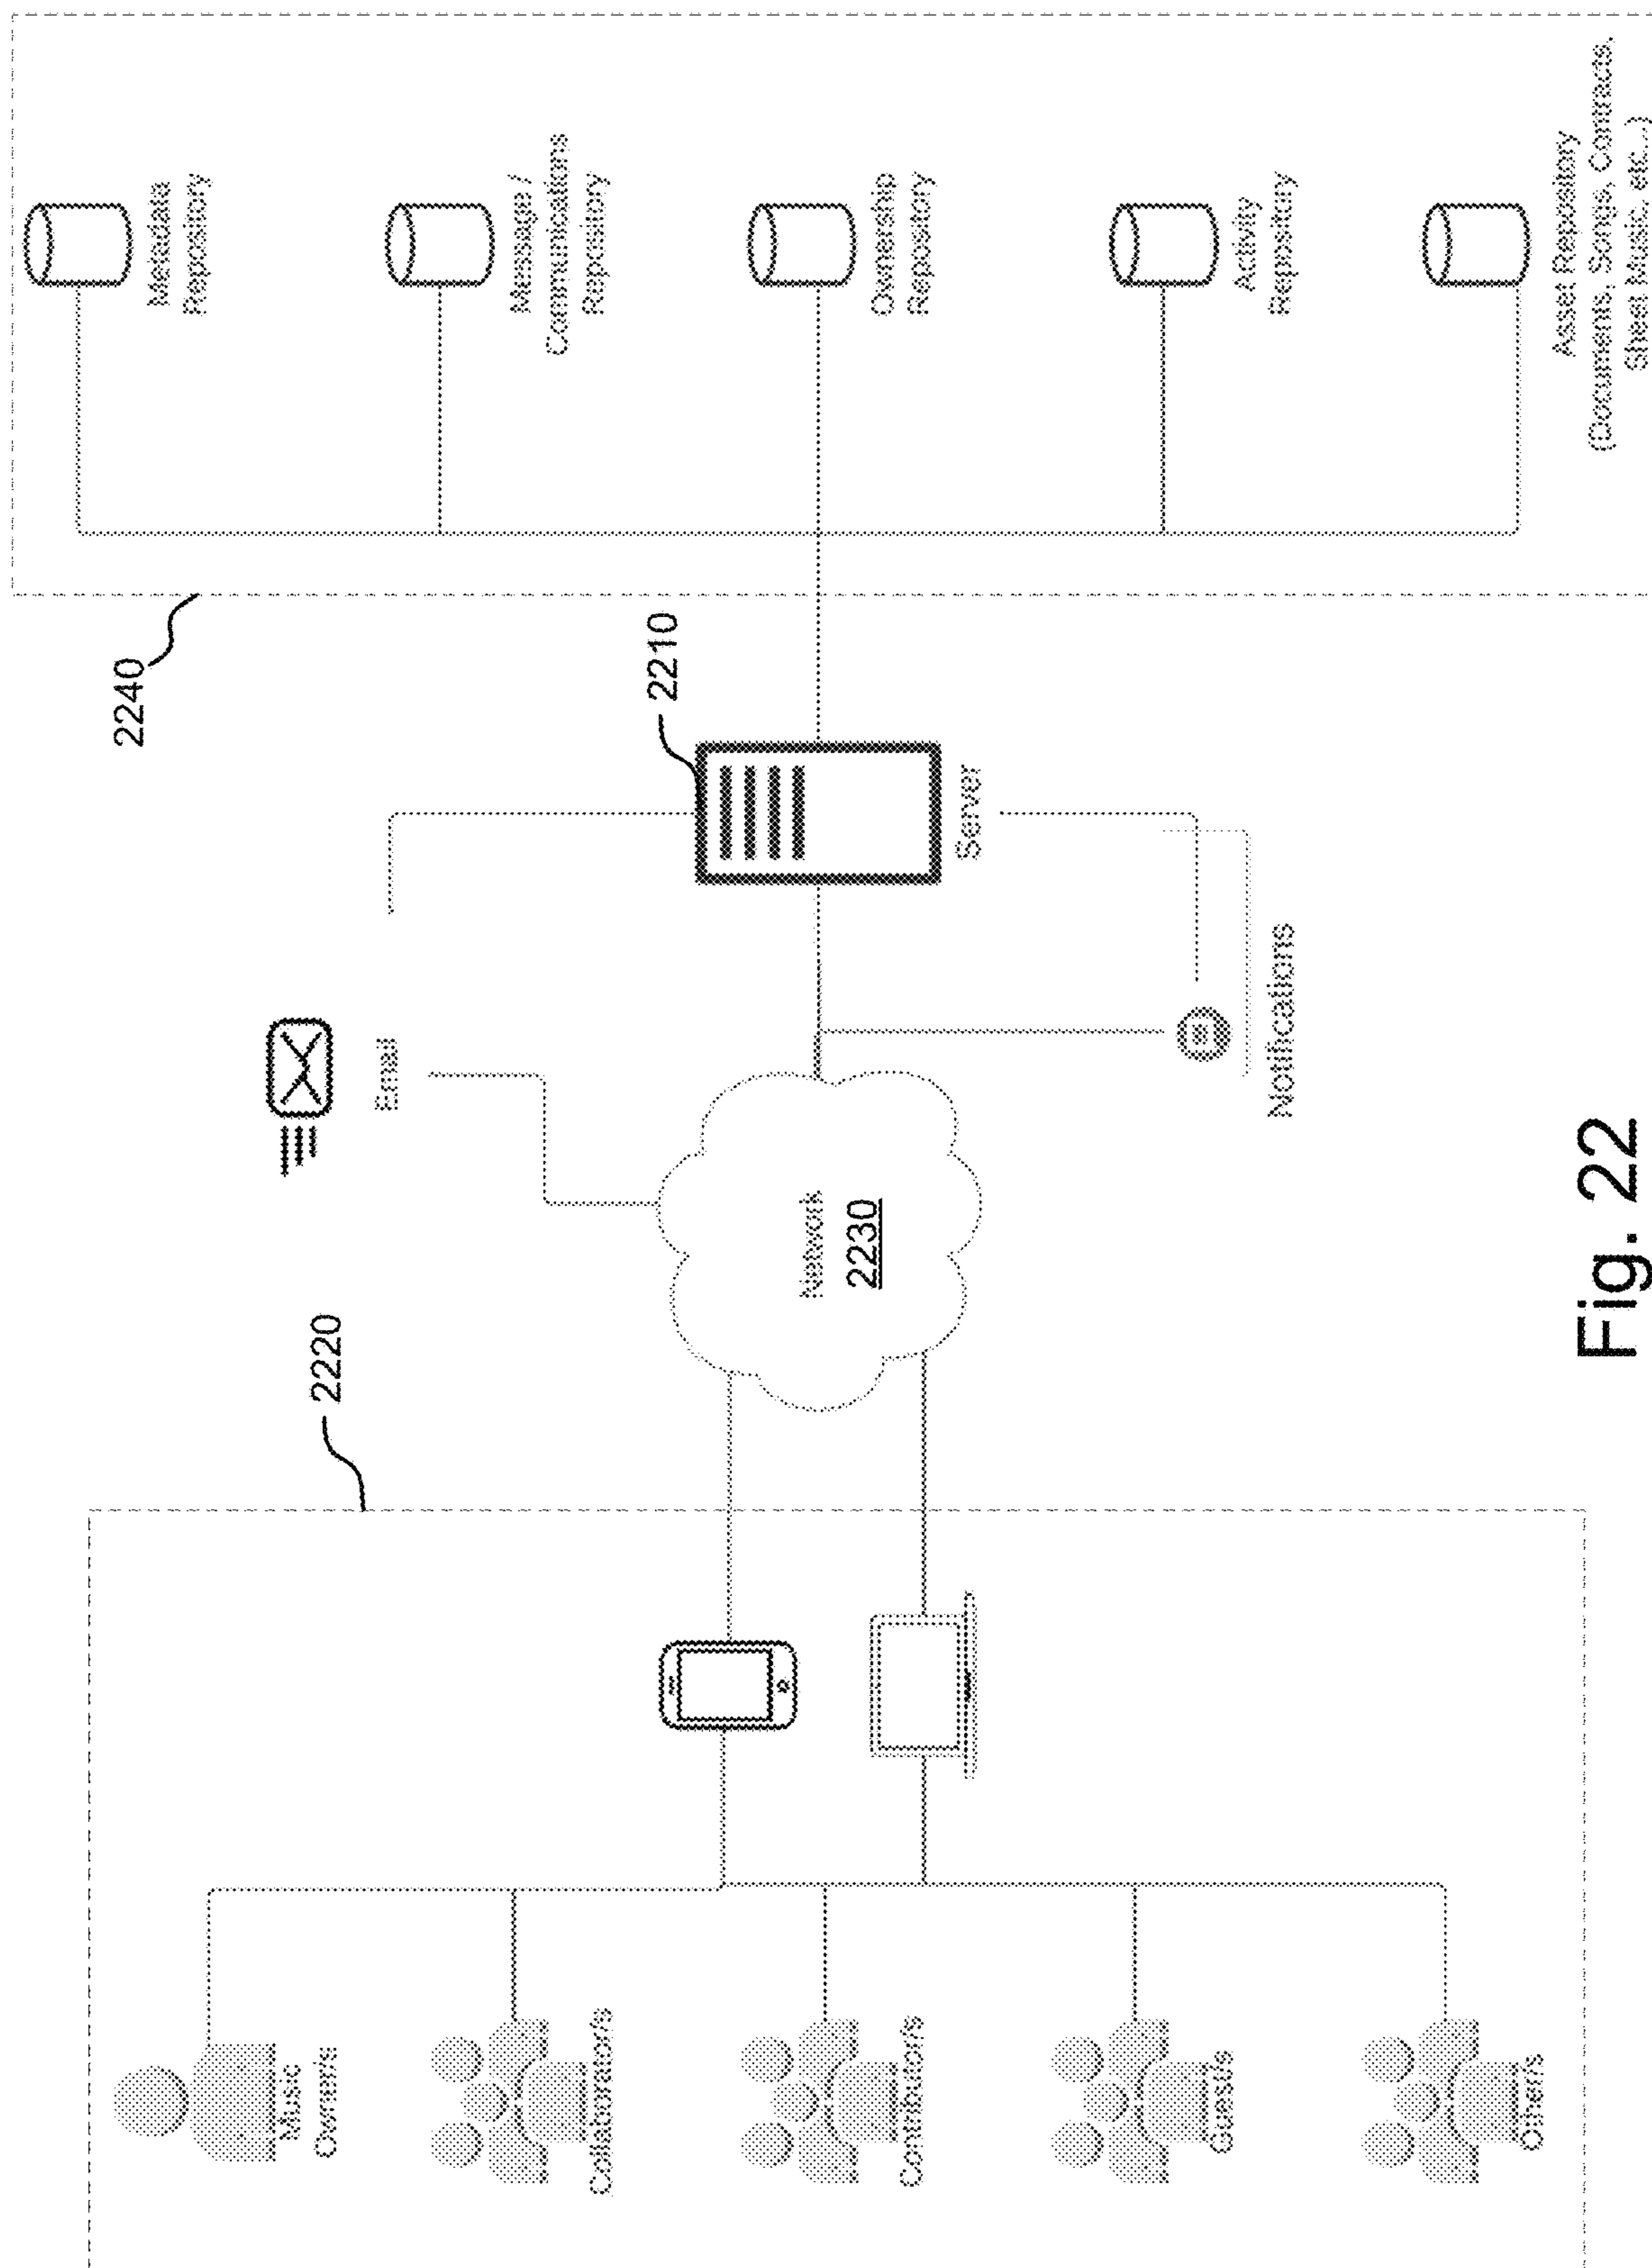 2220
Music
Owner/s
Collaborator/s
Contributor/s
Guest/s
Other/s
Network
2230
Email
Notifications
2210
Server
2240
Metadata
Repository
Message /
Communications
Repository
Ownership
Repository
Activity
Repository
Asset Repository
(Documents, Songs, Contracts,
Sheet Music, etc...)
Fig. 22